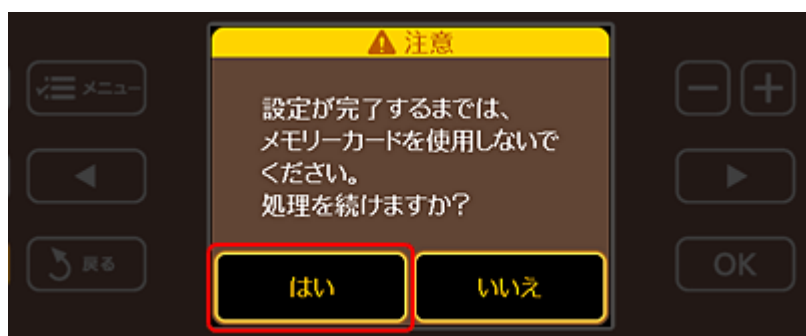 注意
メニュー
設定が完了するまでは、
メモリーカードを使用しないで
ください。
処理を続けますか?
戻る
はい
いいえ
OK